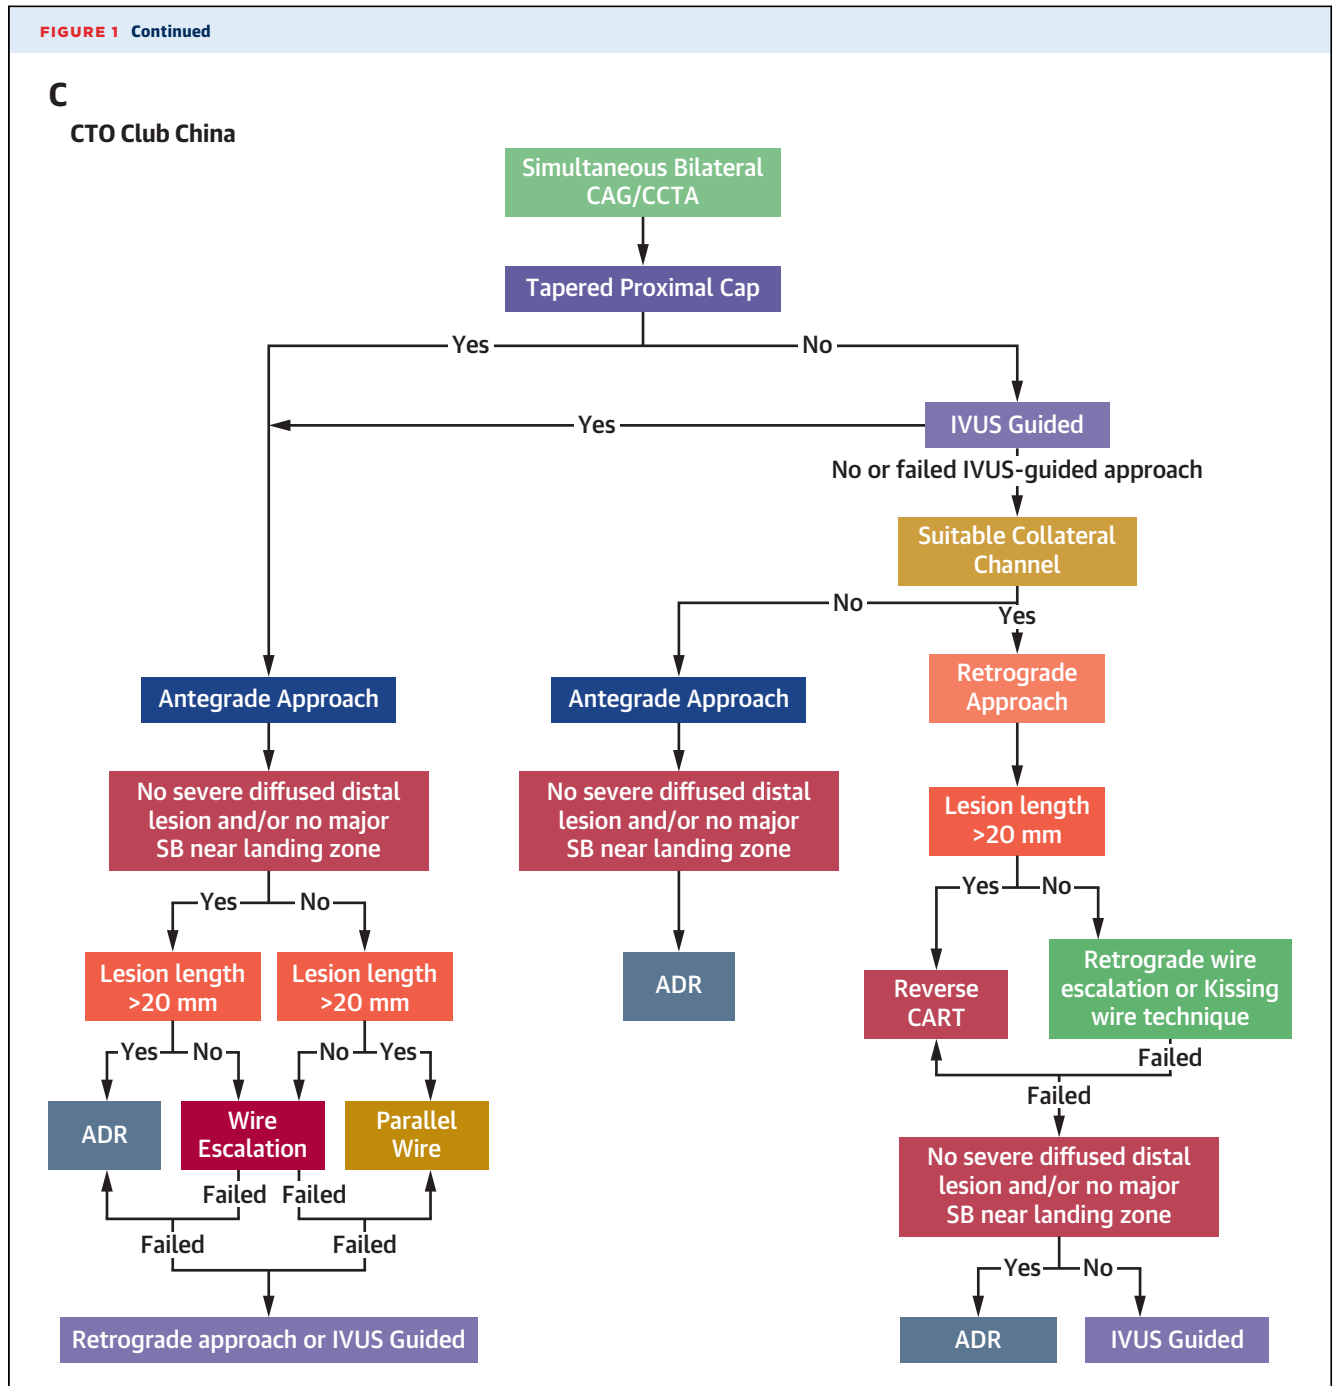 FIGURE 1 Continued
C
CTO Club China
Simultaneous Bilateral
CAG/CCTA
Tapered Proximal Cap
Yes
No
IVUS Guided
Yes
No or failed IVUS-guided approach
Suitable Collateral
Channel
No
Yes
Antegrade Approach
Antegrade Approach
Retrograde
Approach
No severe diffused distal
lesion and/or no major
SB near landing zone
No severe diffused distal
lesion and/or no major
SB near landing zone
Lesion length
>20 mm
Yes
No
Yes
No
Lesion length
>20 mm
Lesion length
>20 mm
ADR
Reverse
CART
Retrograde wire
escalation or Kissing
wire technique
Yes
No
No
Yes
Failed
Failed
ADR
Wire
Escalation
Parallel
Wire
No severe diffused distal
lesion and/or no major
SB near landing zone
Failed
Failed
Failed
Failed
Yes
No
Retrograde approach or IVUS Guided
ADR
IVUS Guided